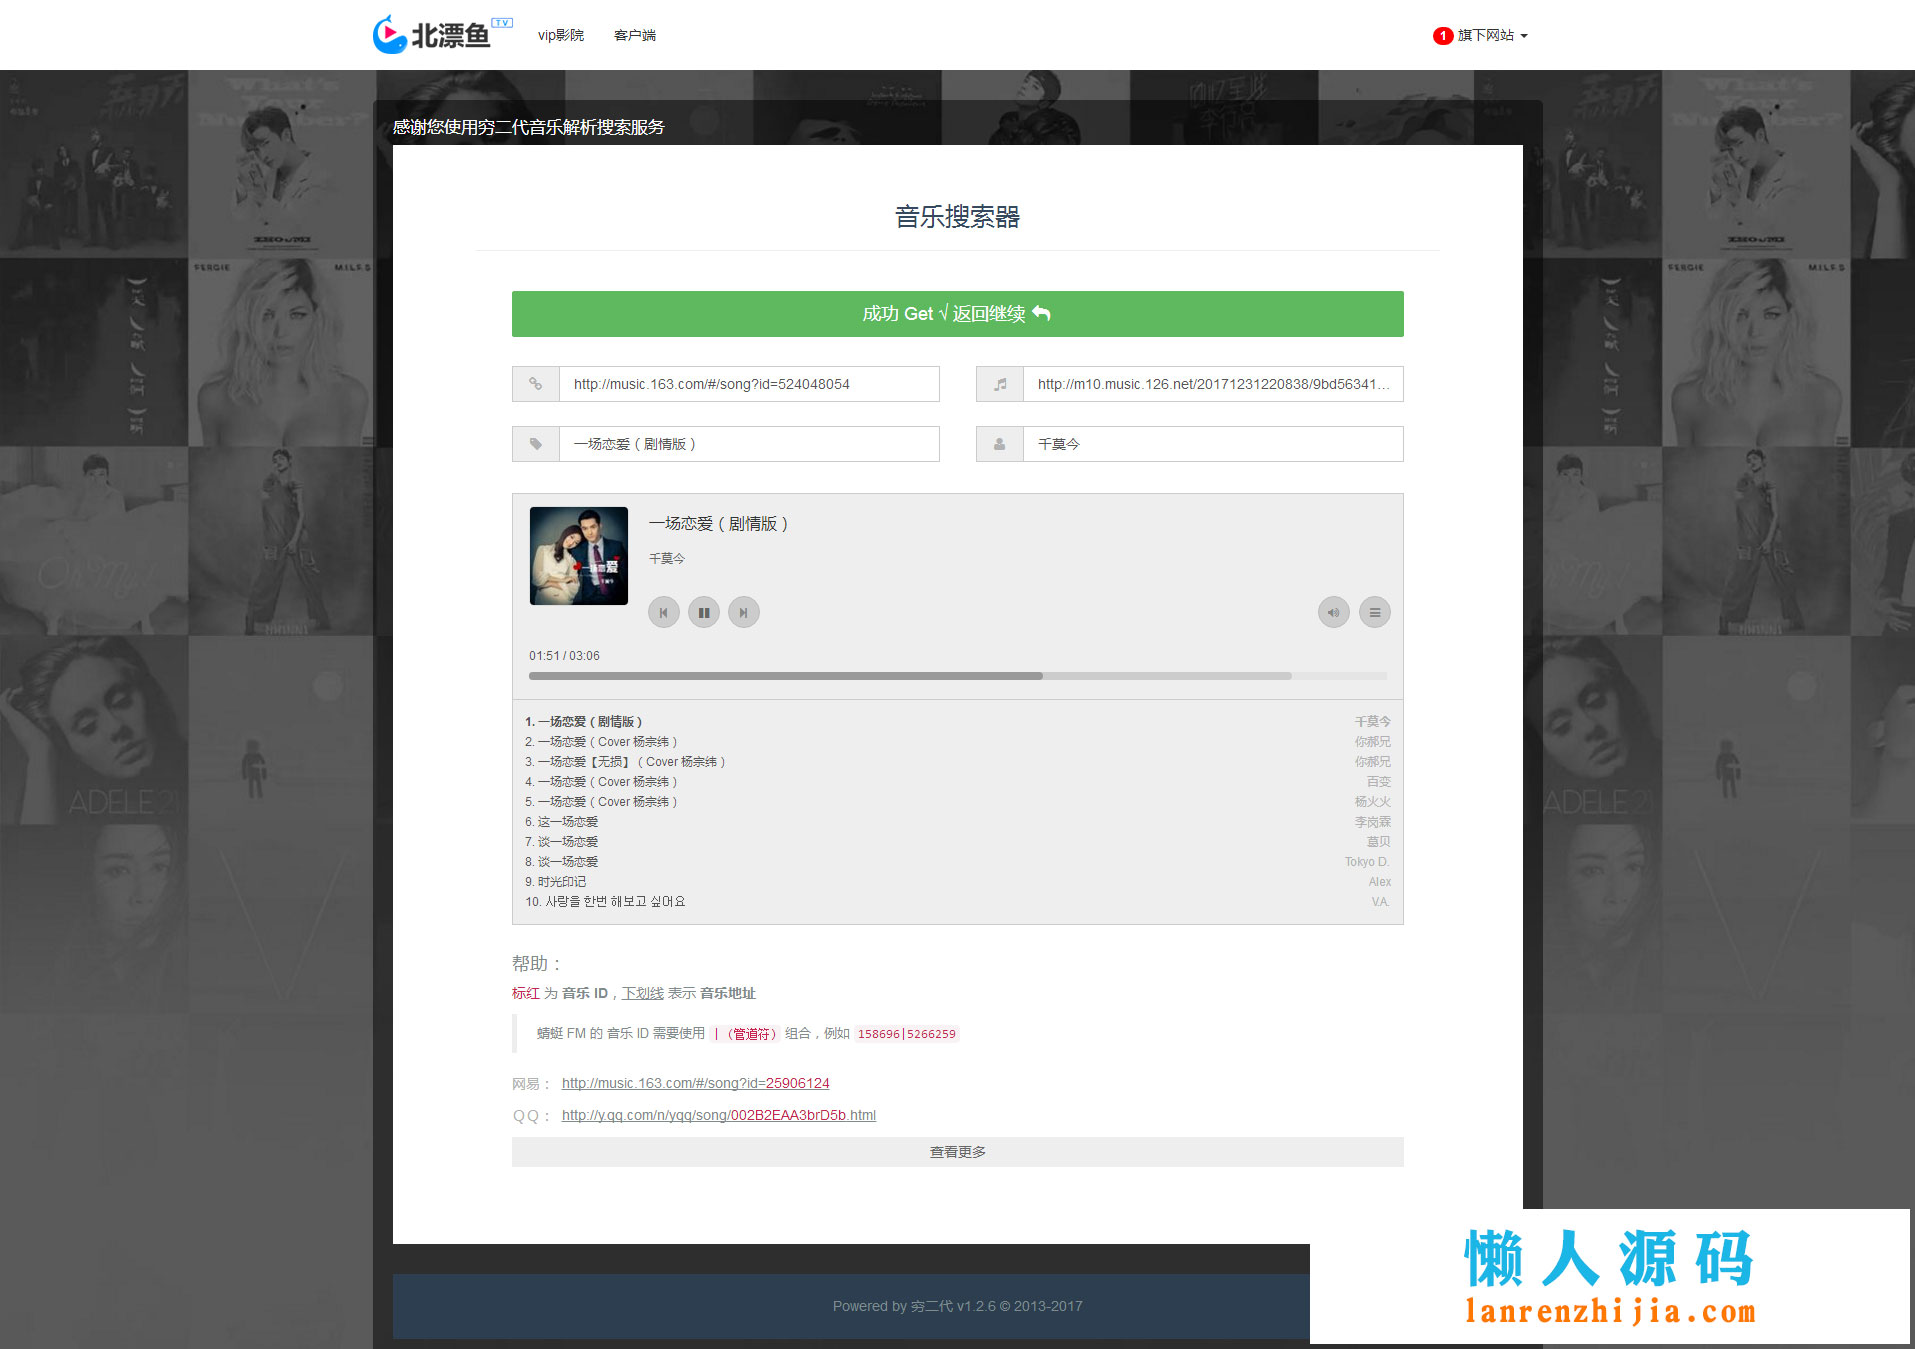 北漂鱼 TV vip影院 客户端 1 旗下网站
感谢您使用穷二代音乐解析搜索服务
音乐搜索器
成功 Get √ 返回继续
http://music.163.com/#/song?id=524048054 http://m10.music.126.net/20171231220838/9bd56341...
一场恋爱（剧情版） 千莫今
一场恋爱（剧情版）
千莫今
01:51 / 03:06
1. 一场恋爱（剧情版） 千莫今
2. 一场恋爱（Cover 杨宗纬） 你郝兄
3. 一场恋爱【无损】（Cover 杨宗纬） 你郝兄
4. 一场恋爱（Cover 杨宗纬） 百变
5. 一场恋爱（Cover 杨宗纬） 杨火火
6. 这一场恋爱 李岗霖
7. 谈一场恋爱 墓贝
8. 谈一场恋爱 Tokyo D.
9. 时光印记 Alex
10. 사랑을 한번 해보고 싶어요 V.A.
帮助：
标红 为 音乐 ID，下划线 表示 音乐地址
蜻蜓 FM 的 音乐 ID 需要使用 |（管道符） 组合，例如 158696|5266259
网易： http://music.163.com/#/song?id=25906124
QQ： http://y.qq.com/n/yqq/song/002B2EAA3brD5b.html
查看更多
Powered by 穷二代 v1.2.6 © 2013-2017
懒人源码
lanrenzhijia.com
What's Your Number?
ZHOUMI
FERGIE M.I.L.F.$
Oh My!
ADELE 21